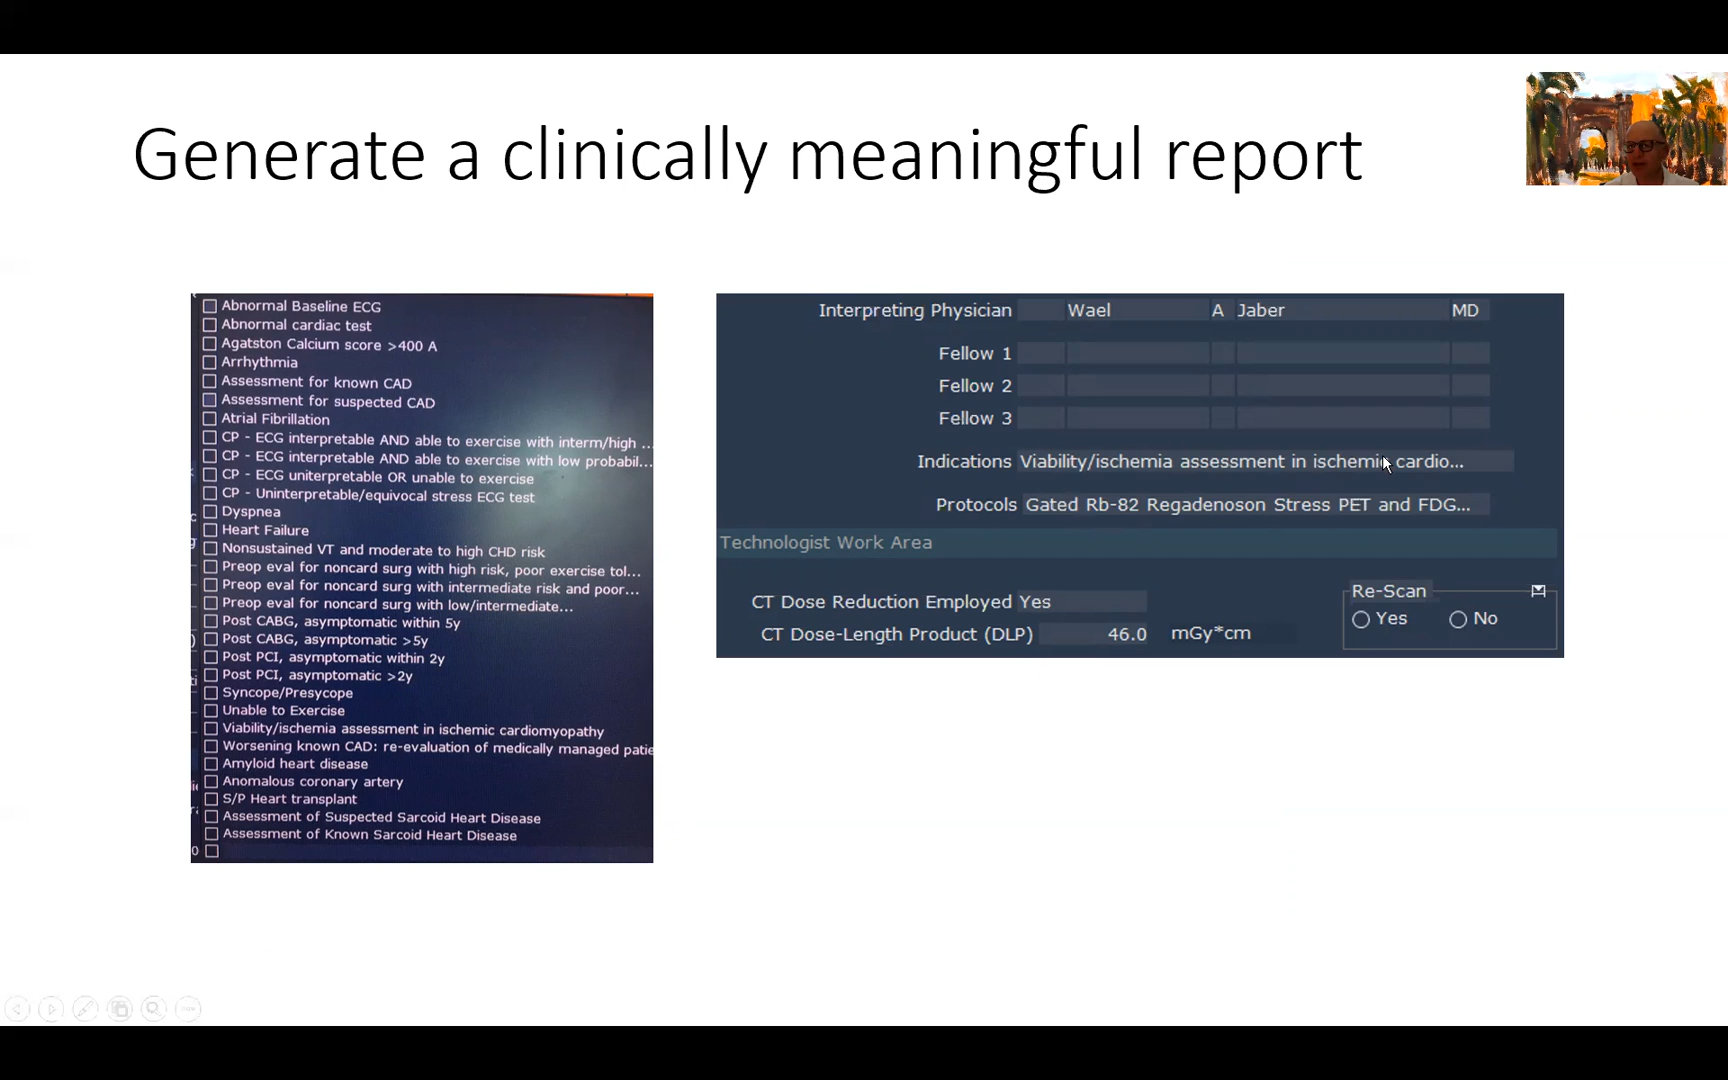 Generate a clinically meaningful report
Abnormal Baseline ECG
Abnormal cardiac test
Agatston Calcium score >400 A
Arrhythmia
Assessment for known CAD
Assessment for suspected CAD
Atrial Fibrillation
CP - ECG interpretable AND able to exercise with interm/high ...
CP - ECG interpretable AND able to exercise with low probabil...
CP - ECG uniterpretable OR unable to exercise
CP - Uninterpretable/equivocal stress ECG test
Dyspnea
Heart Failure
Nonsustained VT and moderate to high CHD risk
Preop eval for noncard surg with high risk, poor exercise tol...
Preop eval for noncard surg with intermediate risk and poor...
Preop eval for noncard surg with low/intermediate...
Post CABG, asymptomatic within 5y
Post CABG, asymptomatic >5y
Post PCI, asymptomatic within 2y
Post PCI, asymptomatic >2y
Syncope/Presycope
Unable to Exercise
Viability/ischemia assessment in ischemic cardiomyopathy
Worsening known CAD: re-evaluation of medically managed patie
Amyloid heart disease
Anomalous coronary artery
S/P Heart transplant
Assessment of Suspected Sarcoid Heart Disease
Assessment of Known Sarcoid Heart Disease
Interpreting Physician Wael A Jaber MD
Fellow 1
Fellow 2
Fellow 3
Indications Viability/ischemia assessment in ischemic cardio...
Protocols Gated Rb-82 Regadenoson Stress PET and FDG...
Technologist Work Area
CT Dose Reduction Employed Yes
CT Dose-Length Product (DLP) 46.0 mGy*cm
Re-Scan
Yes No